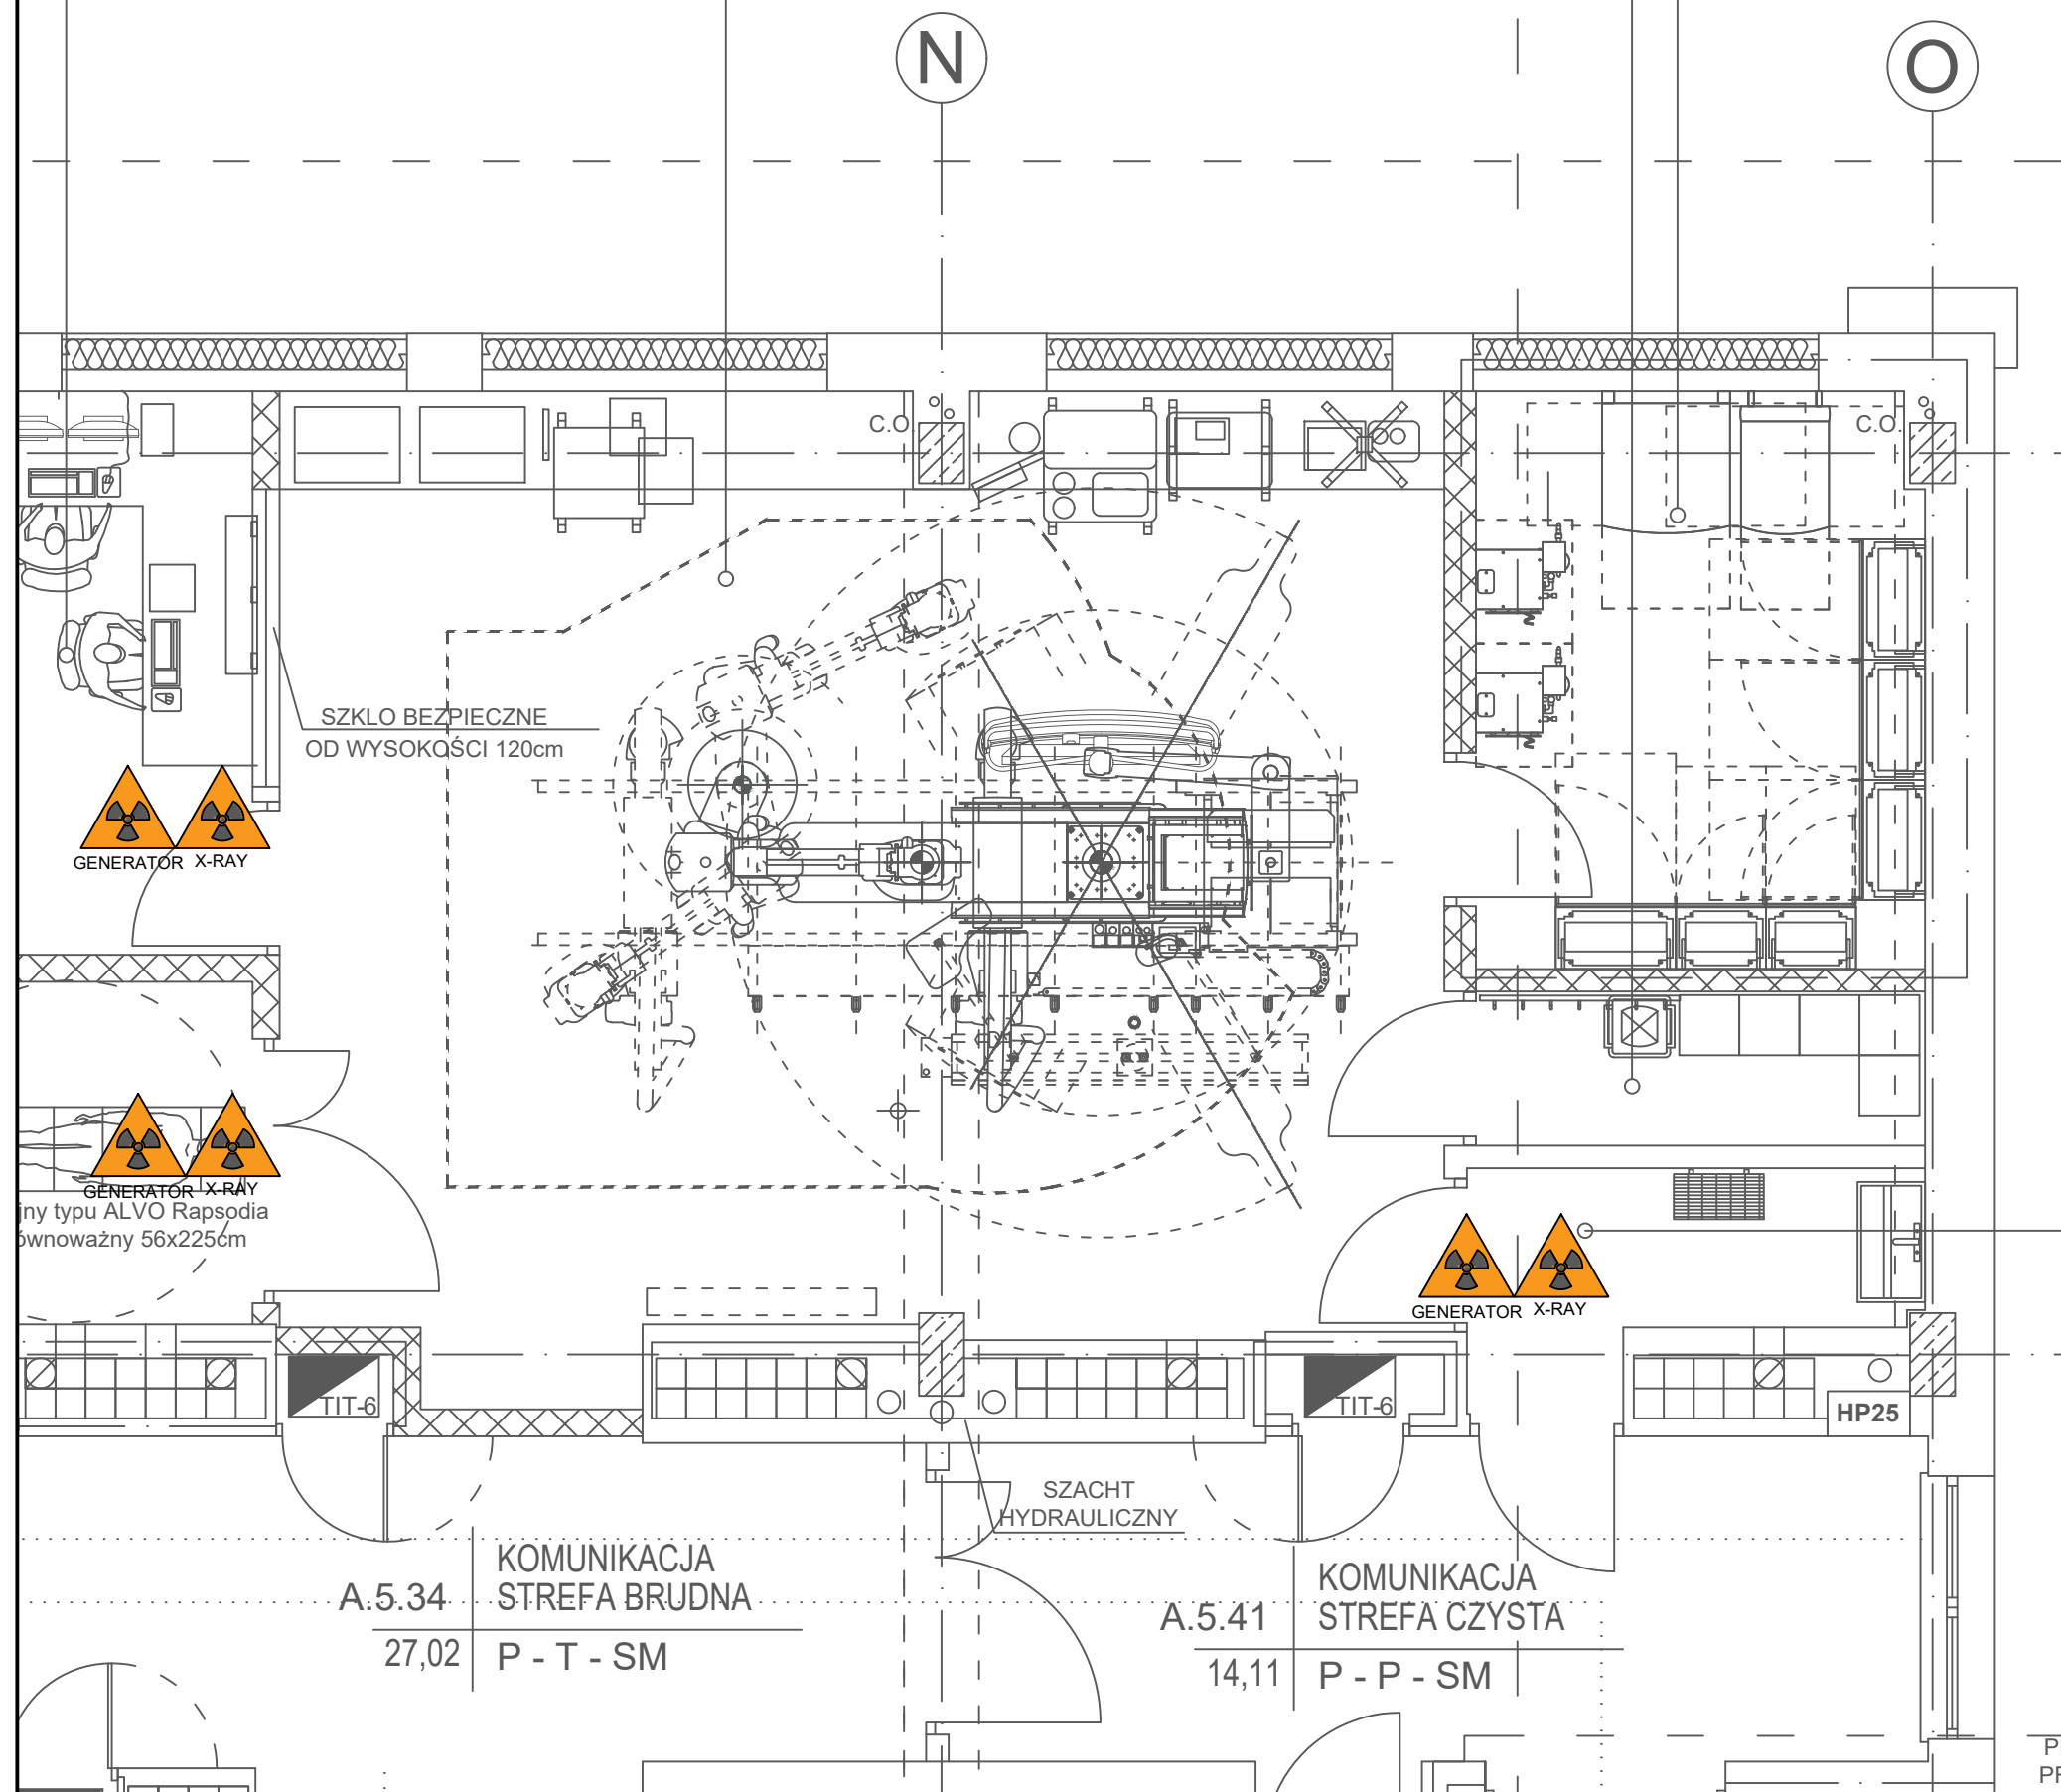 N
O
C.O.
C.O.
SZKLO BEZPIECZNE
OD WYSOKOŚCI 120cm
GENERATOR X-RAY
GENERATOR X-RAY
jny typu ALVO Rapsodia
ównoważny 56x225cm
GENERATOR X-RAY
TIT-6
TIT-6
HP25
SZACHT
HYDRAULICZNY
A.5.34
KOMUNIKACJA
STREFA BRUDNA
27,02
P - T - SM
A.5.41
KOMUNIKACJA
STREFA CZYSTA
14,11
P - P - SM